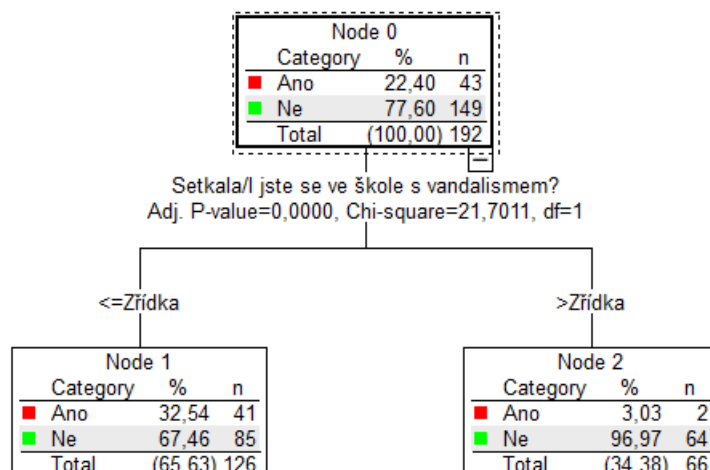 Node 0
Category % n
Ano 22,40 43
Ne 77,60 149
Total (100,00) 192
Setkala/l jste se ve škole s vandalismem?
Adj. P-value=0,0000, Chi-square=21,7011, df=1
<=Zřídka
>Zřídka
Node 1
Category % n
Ano 32,54 41
Ne 67,46 85
Total (65,63) 126
Node 2
Category % n
Ano 3,03 2
Ne 96,97 64
Total (34,38) 66